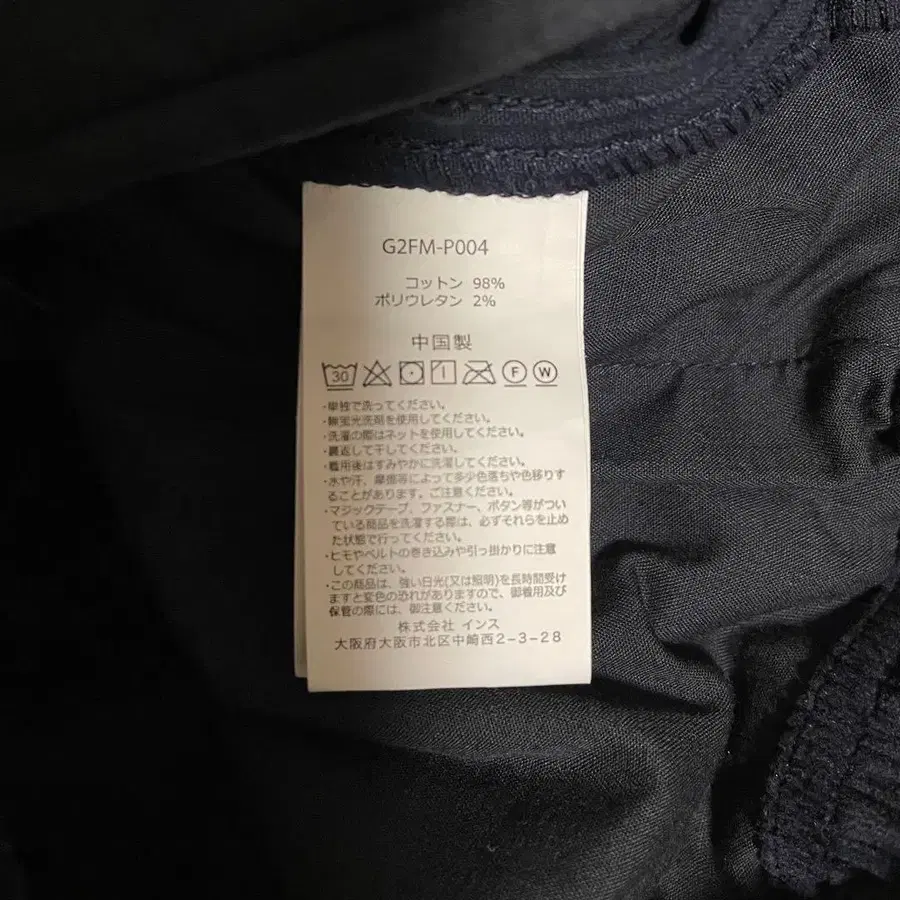 G2FM-P004
コットン 98%
ポリウレタン 2%
中国製
30 F W
・単独で洗ってください。
・無蛍光洗剤を使用してください。
・洗濯の際はネットを使用してください。
・裏返して干してください。
・着用後はすみやかに洗濯してください。
・水や汗、摩擦等によって多少色落ちや色移りす
ることがあります。ご注意ください。
・マジックテープ、ファスナー、ボタン等がつい
ている商品を洗濯する際は、必ずそれらを止め
た状態で行ってください。
・ヒモやベルトの巻き込みや引っ掛かりに注意
してください。
・この商品は、強い日光(又は照明)を長時間受け
ますと変色の恐れがありますので、御着用及び
保管の際には、御注意ください。
株式会社 インス
大阪府大阪市北区中崎西2-3-28